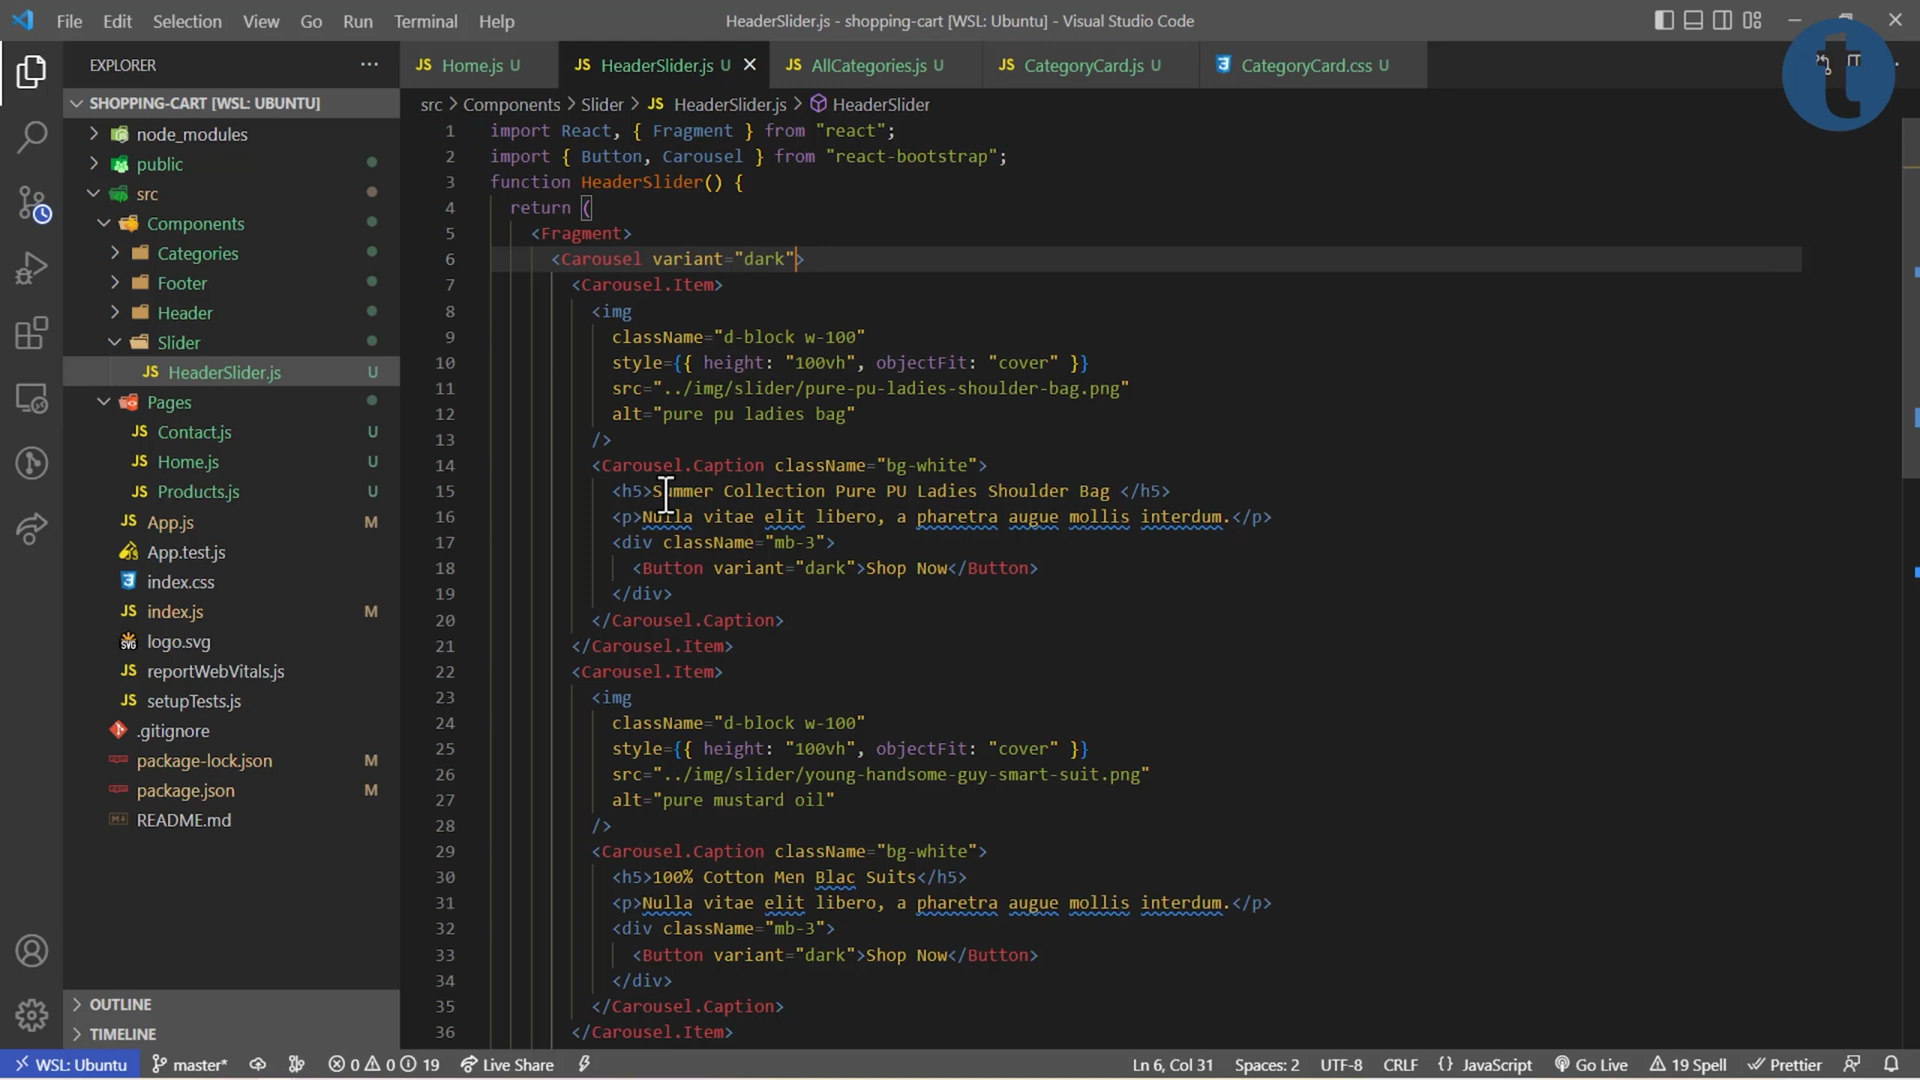 File Edit Selection View Go Run Terminal Help
HeaderSlider.js - shopping-cart [WSL: Ubuntu] - Visual Studio Code
EXPLORER
JS Home.js U
JS HeaderSlider.js U
JS AllCategories.js U
JS CategoryCard.js U
CategoryCard.css U
t
SHOPPING-CART [WSL: UBUNTU]
node_modules
public
src
Components
Categories
Footer
Header
Slider
JS HeaderSlider.js U
Pages
JS Contact.js U
JS Home.js U
JS Products.js U
JS App.js M
App.test.js
index.css
JS index.js M
SVG logo.svg
JS reportWebVitals.js
JS setupTests.js
.gitignore
package-lock.json M
package.json M
README.md
OUTLINE
TIMELINE
src > Components > Slider > JS HeaderSlider.js > HeaderSlider
1 import React, { Fragment } from "react";
2 import { Button, Carousel } from "react-bootstrap";
3 function HeaderSlider() {
4 return (
5 <Fragment>
6 <Carousel variant="dark">
7 <Carousel.Item>
8 <img
9 className="d-block w-100"
10 style={{ height: "100vh", objectFit: "cover" }}
11 src="../img/slider/pure-pu-ladies-shoulder-bag.png"
12 alt="pure pu ladies bag"
13 />
14 <Carousel.Caption className="bg-white">
15 <h5>Summer Collection Pure PU Ladies Shoulder Bag </h5>
16 <p>Nulla vitae elit libero, a pharetra augue mollis interdum.</p>
17 <div className="mb-3">
18 <Button variant="dark">Shop Now</Button>
19 </div>
20 </Carousel.Caption>
21 </Carousel.Item>
22 <Carousel.Item>
23 <img
24 className="d-block w-100"
25 style={{ height: "100vh", objectFit: "cover" }}
26 src="../img/slider/young-handsome-guy-smart-suit.png"
27 alt="pure mustard oil"
28 />
29 <Carousel.Caption className="bg-white">
30 <h5>100% Cotton Men Blac Suits</h5>
31 <p>Nulla vitae elit libero, a pharetra augue mollis interdum.</p>
32 <div className="mb-3">
33 <Button variant="dark">Shop Now</Button>
34 </div>
35 </Carousel.Caption>
36 </Carousel.Item>
WSL: Ubuntu master* 0 0 19 Live Share Ln 6, Col 31 Spaces: 2 UTF-8 CRLF {} JavaScript Go Live 19 Spell Prettier